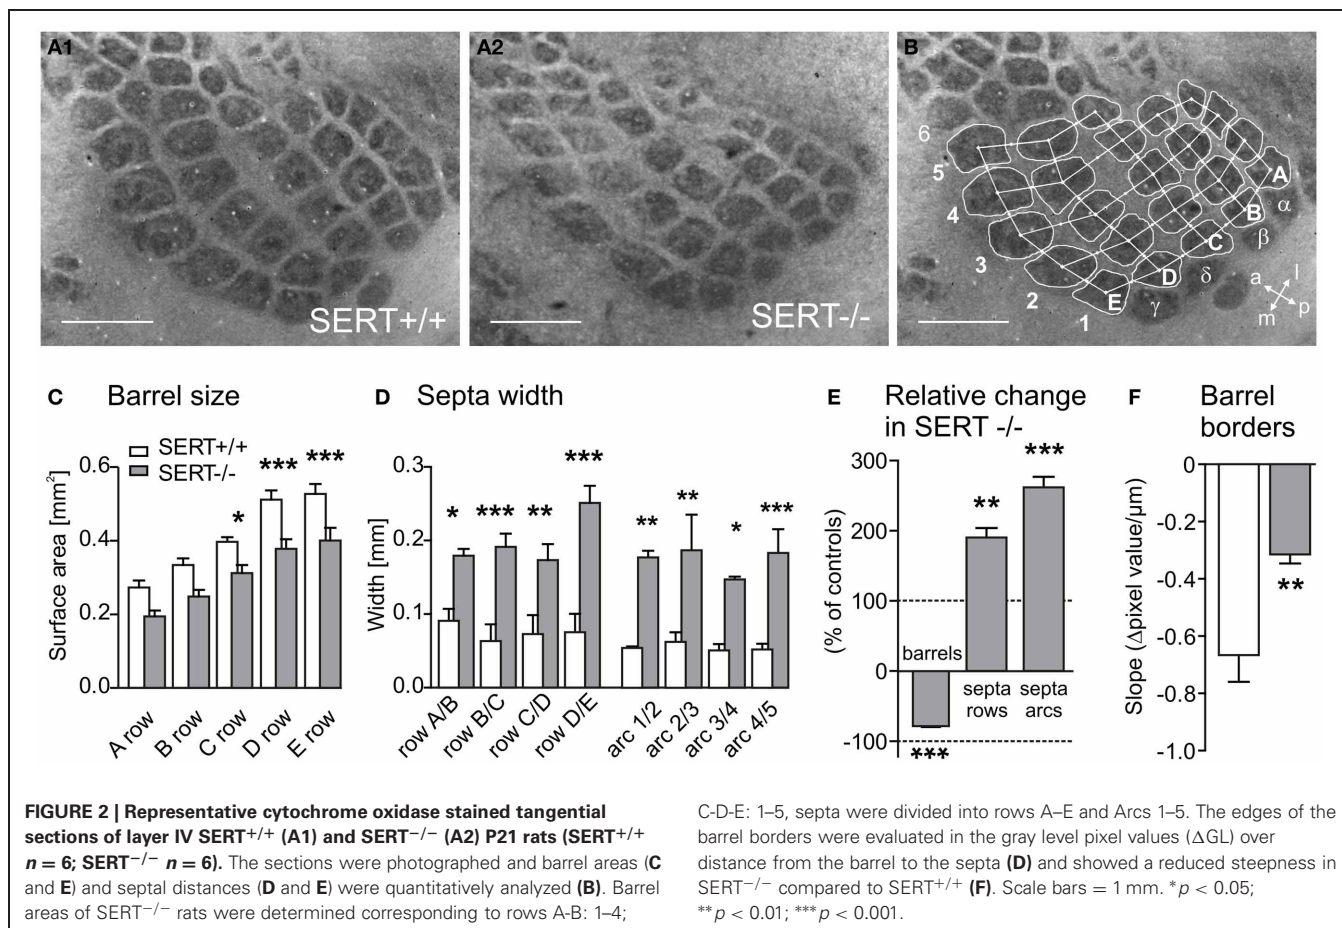 A1
A2
B
SERT+/+
SERT-/-
6
5
4
3
2
1
A
B
C
D
E
α
β
δ
γ
a
l
m
p
C Barrel size
SERT+/+
SERT-/-
Surface area [mm²]
0.6
0.4
0.2
0.0
*
***
***
A row
B row
C row
D row
E row
D Septa width
Width [mm]
0.3
0.2
0.1
0.0
*
***
**
***
**
**
*
***
row A/B
row B/C
row C/D
row D/E
arc 1/2
arc 2/3
arc 3/4
arc 4/5
E Relative change
in SERT -/-
(% of controls)
300
200
100
0
-100
barrels
***
**
***
septa
rows
septa
arcs
F Barrel
borders
Slope (Δpixel value/µm)
0
-0.2
-0.4
-0.6
-0.8
-1.0
**
FIGURE 2 | Representative cytochrome oxidase stained tangential
sections of layer IV SERT+/+ (A1) and SERT−/− (A2) P21 rats (SERT+/+
n = 6; SERT−/− n = 6). The sections were photographed and barrel areas (C
and E) and septal distances (D and E) were quantitatively analyzed (B). Barrel
areas of SERT−/− rats were determined corresponding to rows A-B: 1–4;
C-D-E: 1–5, septa were divided into rows A–E and Arcs 1–5. The edges of the
barrel borders were evaluated in the gray level pixel values (ΔGL) over
distance from the barrel to the septa (D) and showed a reduced steepness in
SERT−/− compared to SERT+/+ (F). Scale bars = 1 mm. *p < 0.05;
**p < 0.01; ***p < 0.001.